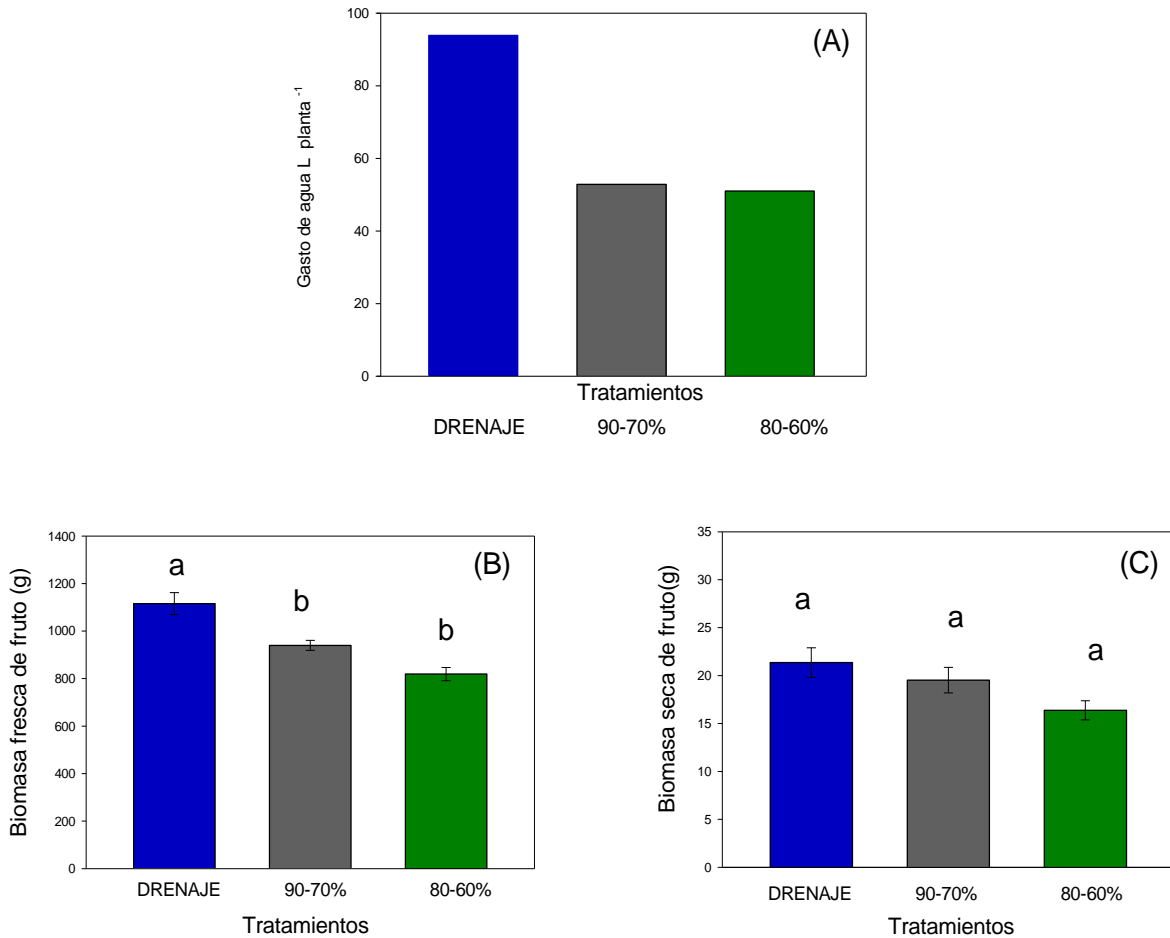 (A)
Gasto de agua L planta -1
100
80
60
40
20
0
Tratamientos
DRENAJE 90-70% 80-60%
(B)
Biomasa fresca de fruto (g)
1400
1200
1000
800
600
400
200
0
a b b
DRENAJE 90-70% 80-60%
Tratamientos
(C)
Biomasa seca de fruto(g)
35
30
25
20
15
10
5
0
a a a
DRENAJE 90-70% 80-60%
Tratamientos